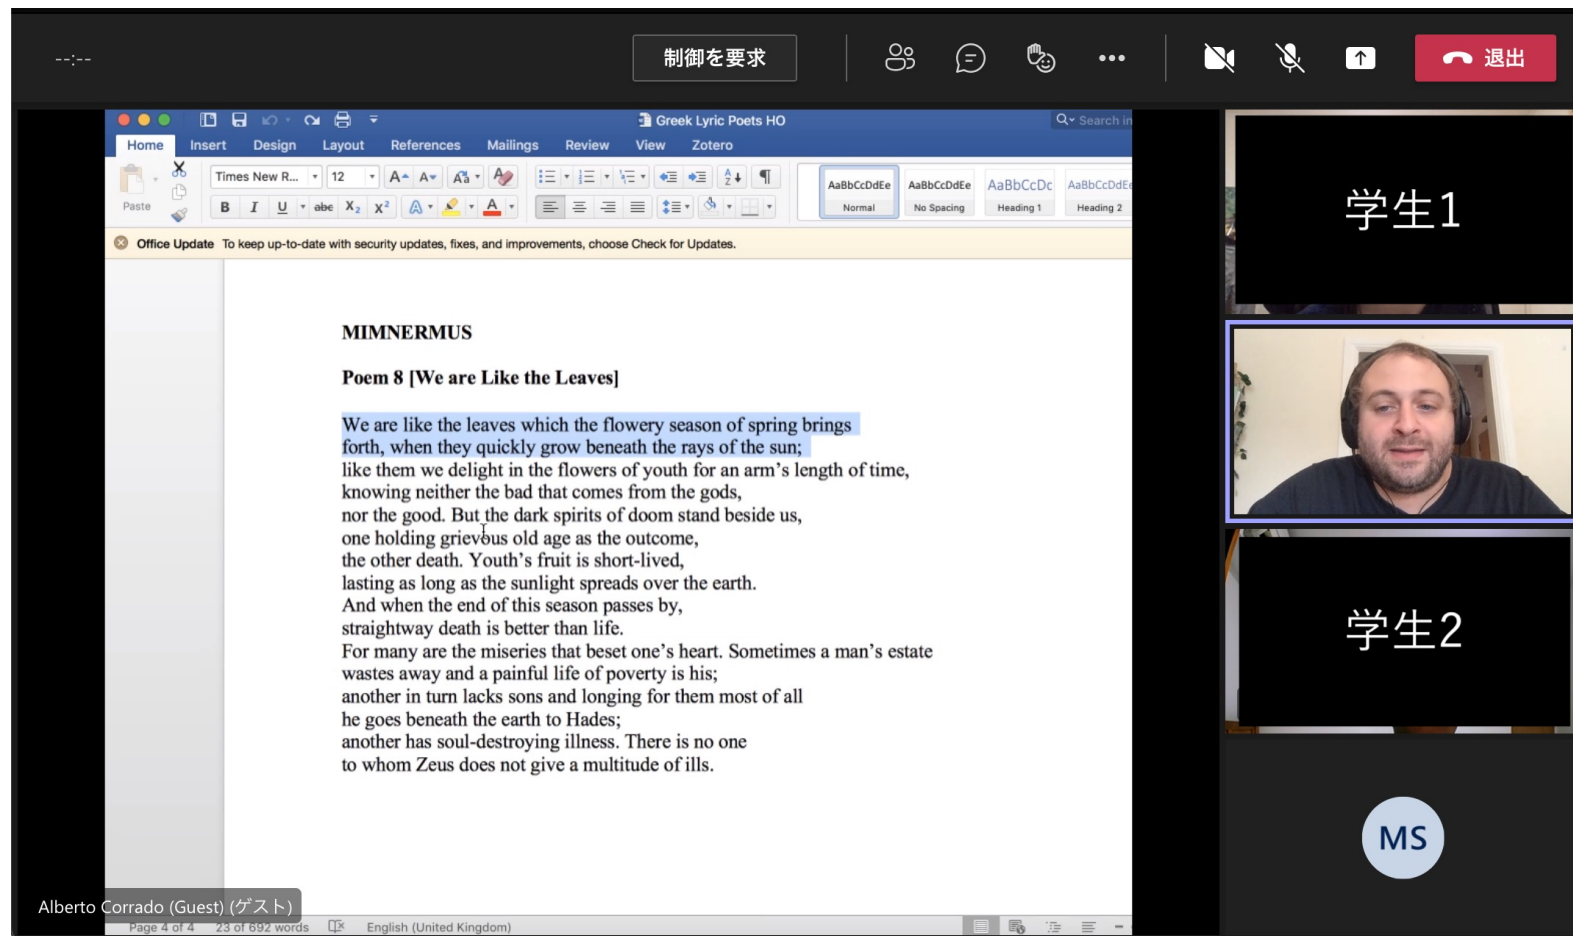 --:--
制御を要求
退出
Greek Lyric Poets HO
Search in
Home Insert Design Layout References Mailings Review View Zotero
Paste
Times New R... 12
AaBbCcDdEe AaBbCcDdEe AaBbCcDc AaBbCcDdEe
Normal No Spacing Heading 1 Heading 2
Office Update To keep up-to-date with security updates, fixes, and improvements, choose Check for Updates.
MIMNERMUS
Poem 8 [We are Like the Leaves]
We are like the leaves which the flowery season of spring brings
forth, when they quickly grow beneath the rays of the sun;
like them we delight in the flowers of youth for an arm's length of time,
knowing neither the bad that comes from the gods,
nor the good. But the dark spirits of doom stand beside us,
one holding grievous old age as the outcome,
the other death. Youth's fruit is short-lived,
lasting as long as the sunlight spreads over the earth.
And when the end of this season passes by,
straightway death is better than life.
For many are the miseries that beset one's heart. Sometimes a man's estate
wastes away and a painful life of poverty is his;
another in turn lacks sons and longing for them most of all
he goes beneath the earth to Hades;
another has soul-destroying illness. There is no one
to whom Zeus does not give a multitude of ills.
Alberto Corrado (Guest) (ゲスト)
Page 4 of 4 23 of 692 words English (United Kingdom)
学生1
学生2
MS